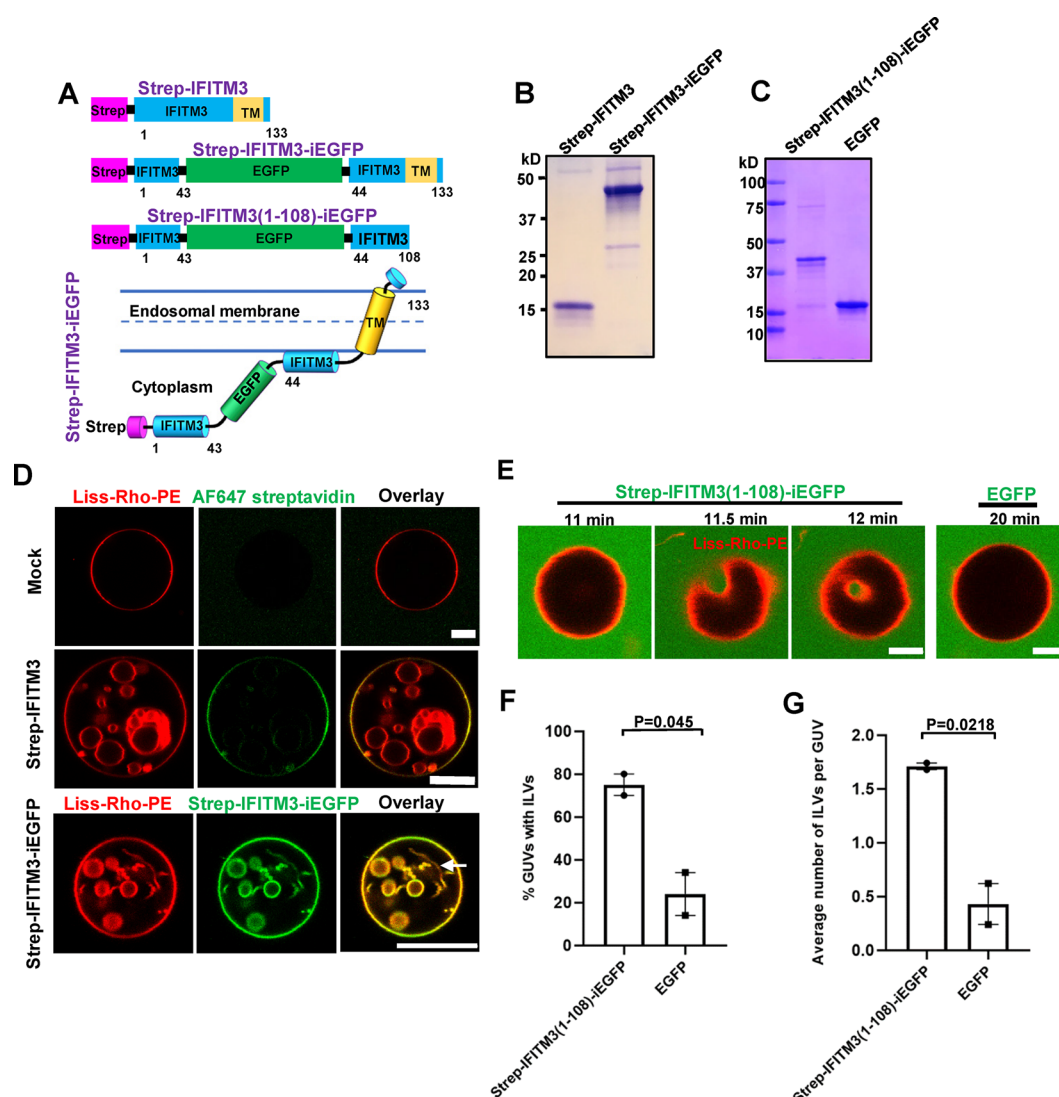 A
Strep-IFITM3
Strep IFITM3 TM
1 133
Strep-IFITM3-iEGFP
Strep IFITM3 EGFP IFITM3 TM
1 43 44 133
Strep-IFITM3(1-108)-iEGFP
Strep IFITM3 EGFP IFITM3
1 43 44 108
Strep-IFITM3-iEGFP
Endosomal membrane
TM
133
Cytoplasm
EGFP
IFITM3
44
Strep
IFITM3
1 43
B
Strep-IFITM3
Strep-IFITM3-iEGFP
kD
50
37
25
20
15
C
Strep-IFITM3(1-108)-iEGFP
EGFP
kD
100
75
50
37
15
10
D
Liss-Rho-PE AF647 streptavidin Overlay
Mock
Strep-IFITM3
Liss-Rho-PE Strep-IFITM3-iEGFP Overlay
Strep-IFITM3-iEGFP
E
Strep-IFITM3(1-108)-iEGFP EGFP
11 min 11.5 min 12 min 20 min
Liss-Rho-PE
F
P=0.045
% GUVs with ILVs
100
80
60
40
20
0
Strep-IFITM3(1-108)-iEGFP
EGFP
G
P=0.0218
Average number of ILVs per GUV
2.0
1.5
1.0
0.5
0.0
Strep-IFITM3(1-108)-iEGFP
EGFP